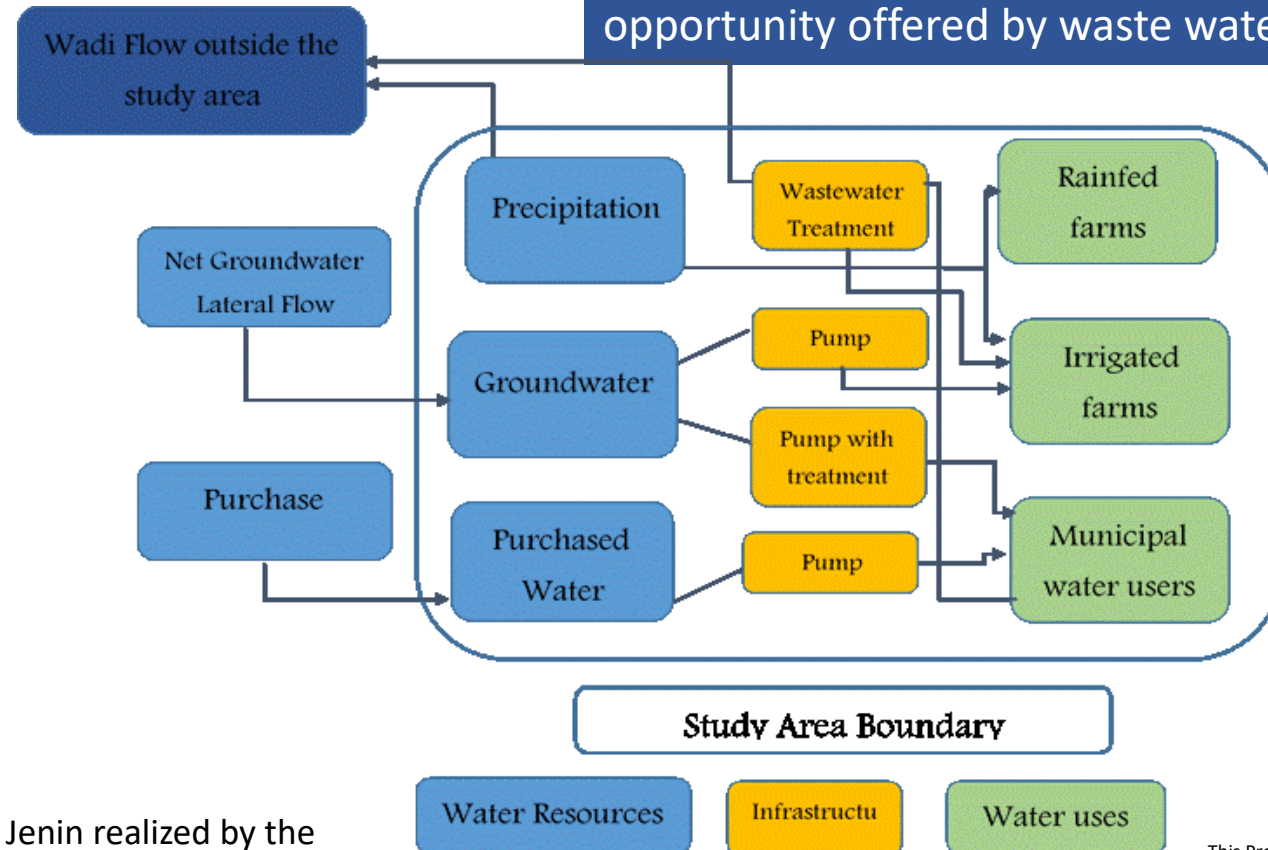 opportunity offered by waste wate
Wadi Flow outside the
study area
Precipitation
Wastewater
Treatment
Rainfed
farms
Net Groundwater
Lateral Flow
Groundwater
Pump
Irrigated
farms
Pump with
treatment
Purchase
Purchased
Water
Pump
Municipal
water users
Study Area Boundary
Water Resources
Infrastructu
Water uses
Jenin realized by the
This Pro